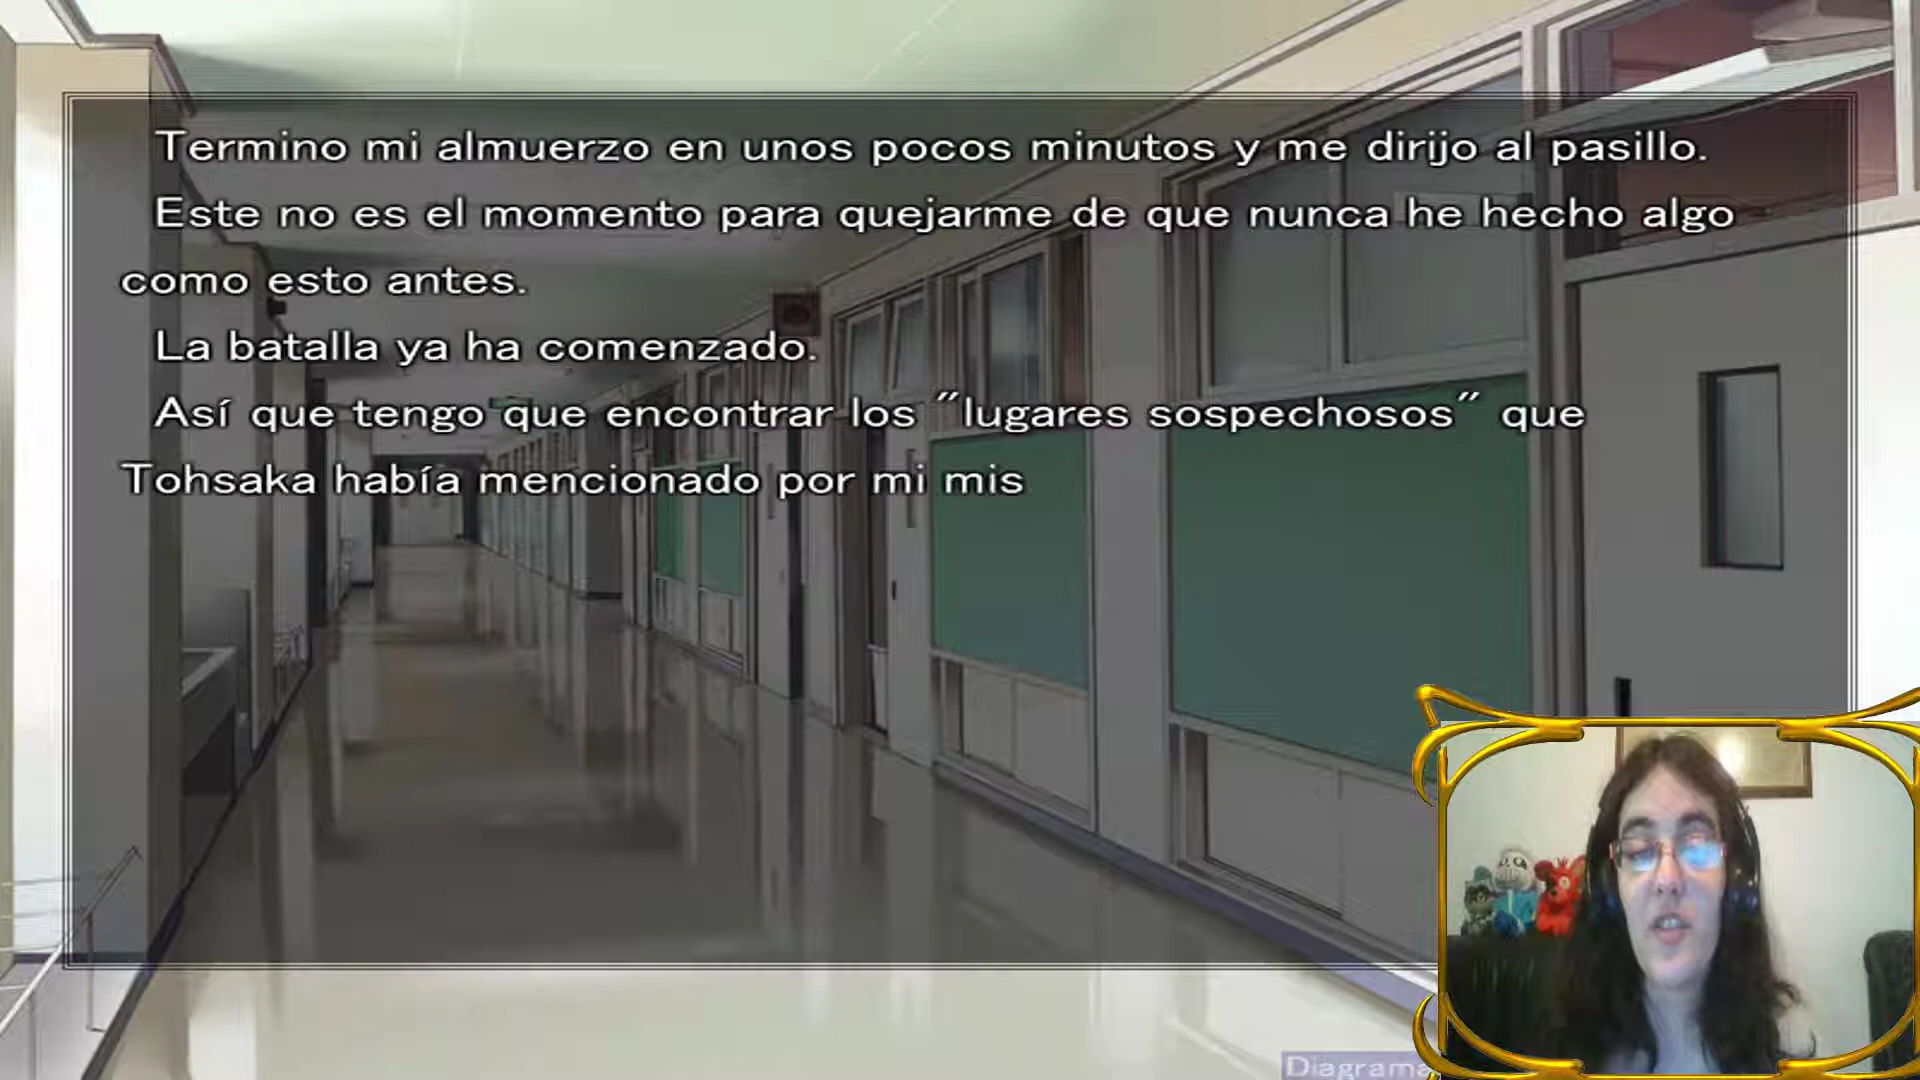 Termino mi almuerzo en unos pocos minutos y me dirijo al pasillo.
Este no es el momento para quejarme de que nunca he hecho algo
como esto antes.
La batalla ya ha comenzado.
Así que tengo que encontrar los "lugares sospechosos" que
Tohsaka había mencionado por mi mis
Diagrama